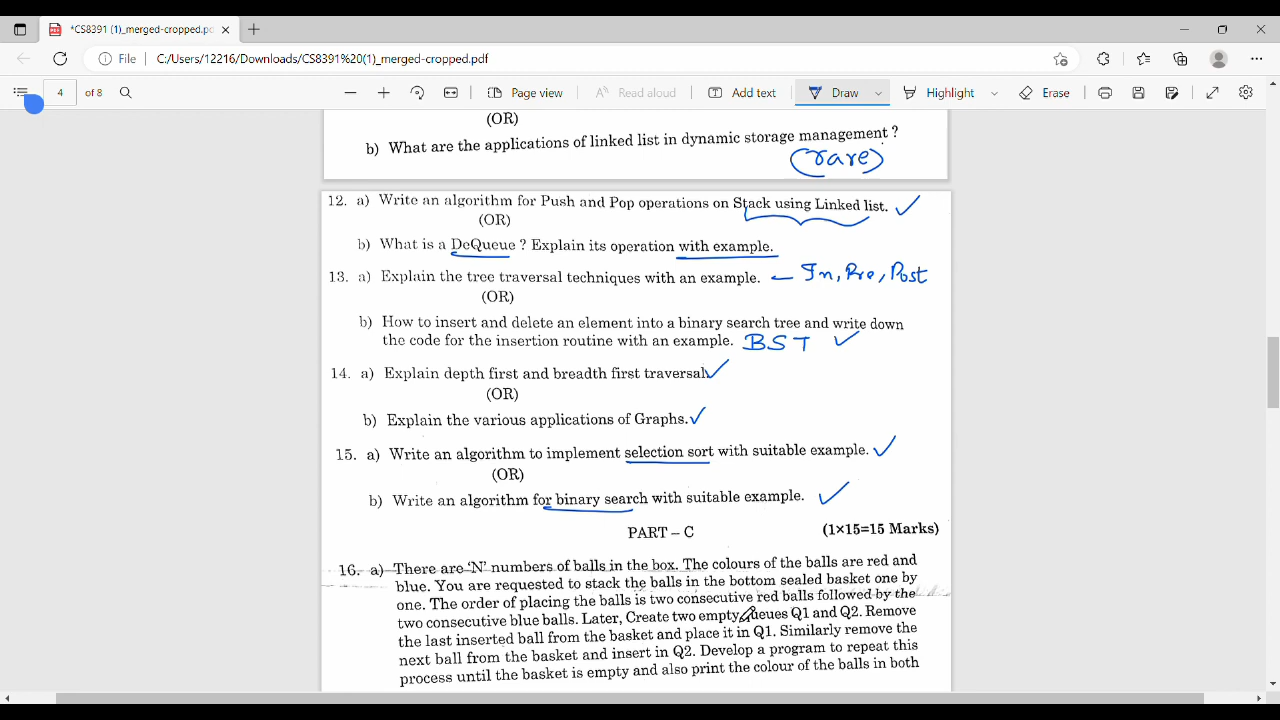 *CS8391 (1)_merged-cropped.pd
File C:/Users/12216/Downloads/CS8391%20(1)_merged-cropped.pdf
4 of 8 Page view Read aloud Add text Draw Highlight Erase
(OR)
b) What are the applications of linked list in dynamic storage management ?
(rare)
12. a) Write an algorithm for Push and Pop operations on Stack using Linked list.
(OR)
b) What is a DeQueue ? Explain its operation with example.
13. a) Explain the tree traversal techniques with an example. In, Pre, Post
(OR)
b) How to insert and delete an element into a binary search tree and write down
the code for the insertion routine with an example. BST
14. a) Explain depth first and breadth first traversal.
(OR)
b) Explain the various applications of Graphs.
15. a) Write an algorithm to implement selection sort with suitable example.
(OR)
b) Write an algorithm for binary search with suitable example.
PART – C (1×15=15 Marks)
16. a) There are 'N' numbers of balls in the box. The colours of the balls are red and
blue. You are requested to stack the balls in the bottom sealed basket one by
one. The order of placing the balls is two consecutive red balls followed by the
two consecutive blue balls. Later, Create two empty queues Q1 and Q2. Remove
the last inserted ball from the basket and place it in Q1. Similarly remove the
next ball from the basket and insert in Q2. Develop a program to repeat this
process until the basket is empty and also print the colour of the balls in both